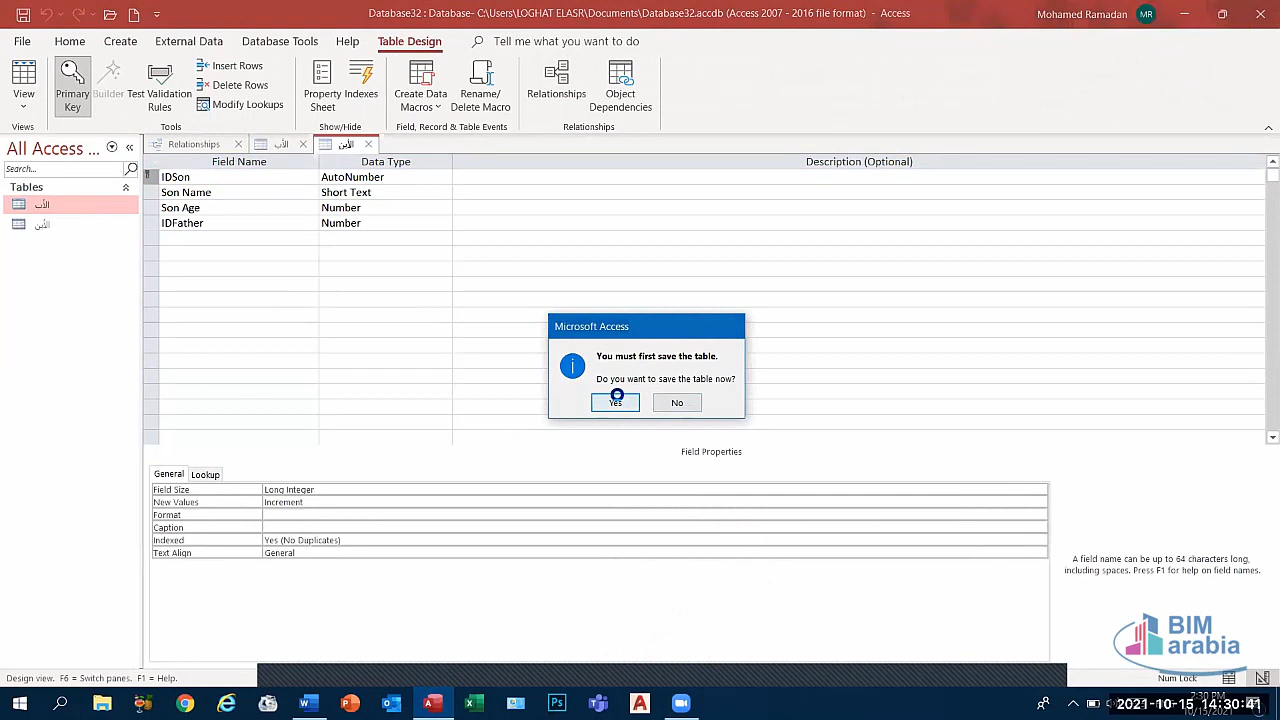 Database32 : Database- C:\Users\LOGHAT ELASR\Documents\Database32.accdb (Access 2007 - 2016 file format) - Access
Mohamed Ramadan
MR
File
Home
Create
External Data
Database Tools
Help
Table Design
Tell me what you want to do
View
Primary
Key
Builder
Test Validation
Rules
Insert Rows
Delete Rows
Modify Lookups
Property
Sheet
Indexes
Create Data
Macros
Rename/
Delete Macro
Relationships
Object
Dependencies
Views
Tools
Show/Hide
Field, Record & Table Events
Relationships
All Access ...
Search...
Tables
الأب
الأبن
Relationships
الأب
الأبن
Field Name
Data Type
Description (Optional)
IDSon
AutoNumber
Son Name
Short Text
Son Age
Number
IDFather
Number
Microsoft Access
You must first save the table.
Do you want to save the table now?
Yes
No
Field Properties
General
Lookup
Field Size
Long Integer
New Values
Increment
Format
Caption
Indexed
Yes (No Duplicates)
Text Align
General
A field name can be up to 64 characters long,
including spaces. Press F1 for help on field names.
BIM
arabia
Design view. F6 = Switch panes. F1 = Help.
Num Lock
7:30 PM
2021-10-15 14:30:41